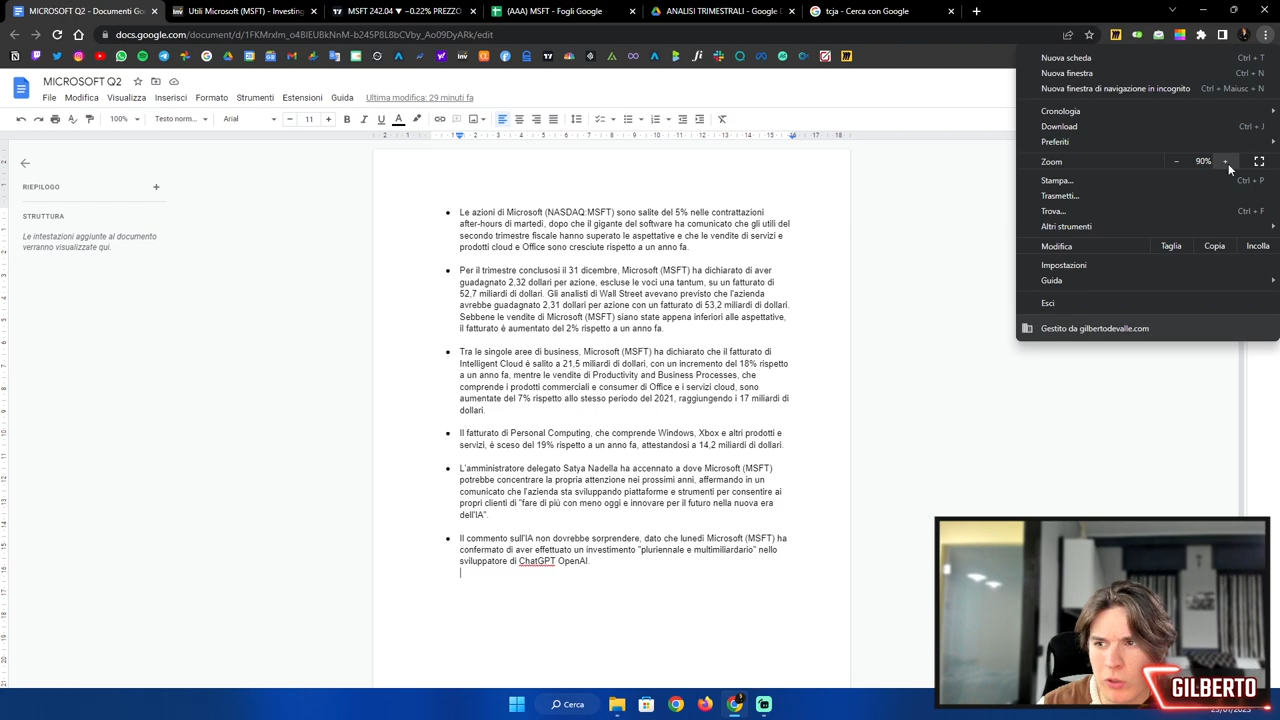 MICROSOFT Q2 - Documenti Goo
Utili Microsoft (MSFT) - Investing
MSFT 242.04 ▼ −0.22% PREZZO
(AAA) MSFT - Fogli Google
ANALISI TRIMESTRALI - Google D
tcja - Cerca con Google
docs.google.com/document/d/1FKMrxlm_o4BIEUBkNnM-b245P8L8bCVby_Ao09DyARk/edit
MICROSOFT Q2
File Modifica Visualizza Inserisci Formato Strumenti Estensioni Guida Ultima modifica: 29 minuti fa
100% Testo norm... Arial 11
RIEPILOGO
STRUTTURA
Le intestazioni aggiunte al documento
verranno visualizzate qui.
Le azioni di Microsoft (NASDAQ:MSFT) sono salite del 5% nelle contrattazioni
after-hours di martedì, dopo che il gigante del software ha comunicato che gli utili del
secondo trimestre fiscale hanno superato le aspettative e che le vendite di servizi e
prodotti cloud e Office sono cresciute rispetto a un anno fa.
Per il trimestre conclusosi il 31 dicembre, Microsoft (MSFT) ha dichiarato di aver
guadagnato 2,32 dollari per azione, escluse le voci una tantum, su un fatturato di
52,7 miliardi di dollari. Gli analisti di Wall Street avevano previsto che l'azienda
avrebbe guadagnato 2,31 dollari per azione con un fatturato di 53,2 miliardi di dollari.
Sebbene le vendite di Microsoft (MSFT) siano state appena inferiori alle aspettative,
il fatturato è aumentato del 2% rispetto a un anno fa.
Tra le singole aree di business, Microsoft (MSFT) ha dichiarato che il fatturato di
Intelligent Cloud è salito a 21,5 miliardi di dollari, con un incremento del 18% rispetto
a un anno fa, mentre le vendite di Productivity and Business Processes, che
comprende i prodotti commerciali e consumer di Office e i servizi cloud, sono
aumentate del 7% rispetto allo stesso periodo del 2021, raggiungendo i 17 miliardi di
dollari.
Il fatturato di Personal Computing, che comprende Windows, Xbox e altri prodotti e
servizi, è sceso del 19% rispetto a un anno fa, attestandosi a 14,2 miliardi di dollari.
L'amministratore delegato Satya Nadella ha accennato a dove Microsoft (MSFT)
potrebbe concentrare la propria attenzione nei prossimi anni, affermando in un
comunicato che l'azienda sta sviluppando piattaforme e strumenti per consentire ai
propri clienti di "fare di più con meno oggi e innovare per il futuro nella nuova era
dell'IA".
Il commento sull'IA non dovrebbe sorprendere, dato che lunedì Microsoft (MSFT) ha
confermato di aver effettuato un investimento "pluriennale e multimiliardario" nello
sviluppatore di ChatGPT OpenAI.
Nuova scheda Ctrl + T
Nuova finestra Ctrl + N
Nuova finestra di navigazione in incognito Ctrl + Maiusc + N
Cronologia
Download Ctrl + J
Preferiti
Zoom − 90% +
Stampa... Ctrl + P
Trasmetti...
Trova... Ctrl + F
Altri strumenti
Modifica Taglia Copia Incolla
Impostazioni
Guida
Esci
Gestito da gilbertodevalle.com
GILBERTO
Cerca